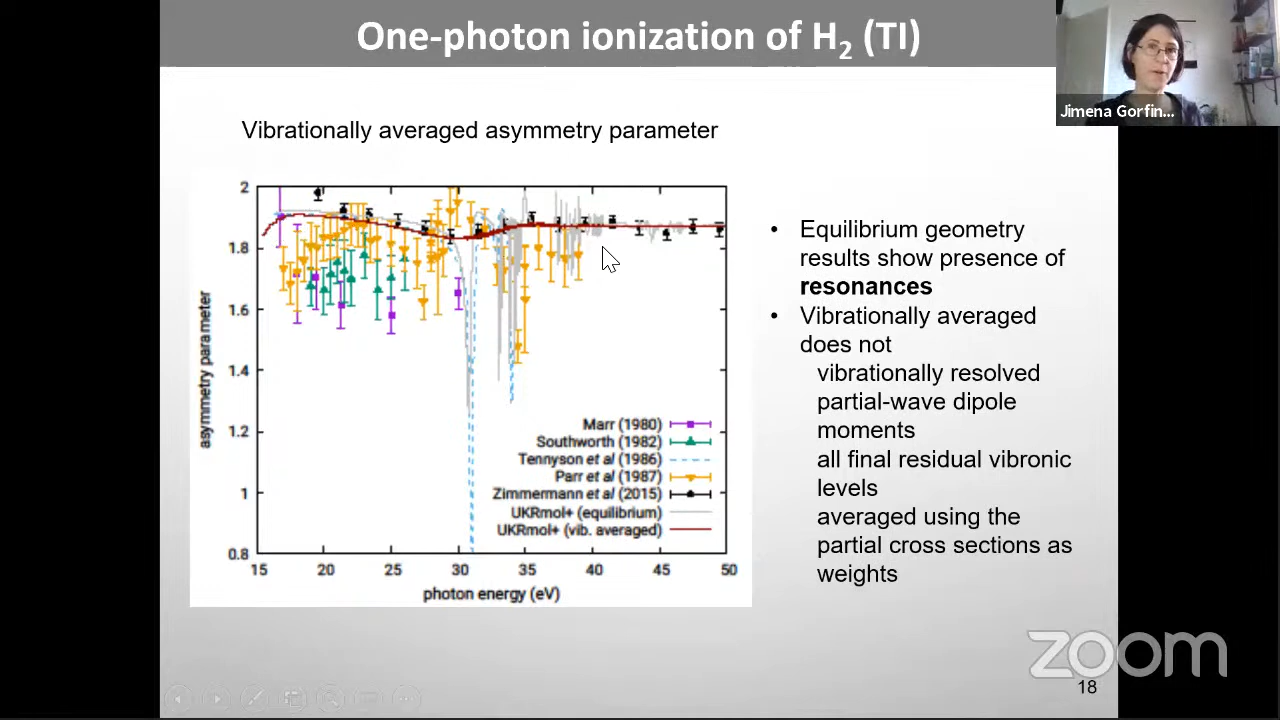 One-photon ionization of H₂ (TI)
Jimena Gorfin...
Vibrationally averaged asymmetry parameter
2
1.8
1.6
1.4
1.2
1
0.8
asymmetry parameter
15 20 25 30 35 40 45 50
photon energy (eV)
Marr (1980)
Southworth (1982)
Tennyson et al (1986)
Parr et al (1987)
Zimmermann et al (2015)
UKRmol+ (equilibrium)
UKRmol+ (vib. averaged)
• Equilibrium geometry
results show presence of
resonances
• Vibrationally averaged
does not
vibrationally resolved
partial-wave dipole
moments
all final residual vibronic
levels
averaged using the
partial cross sections as
weights
zoom
18